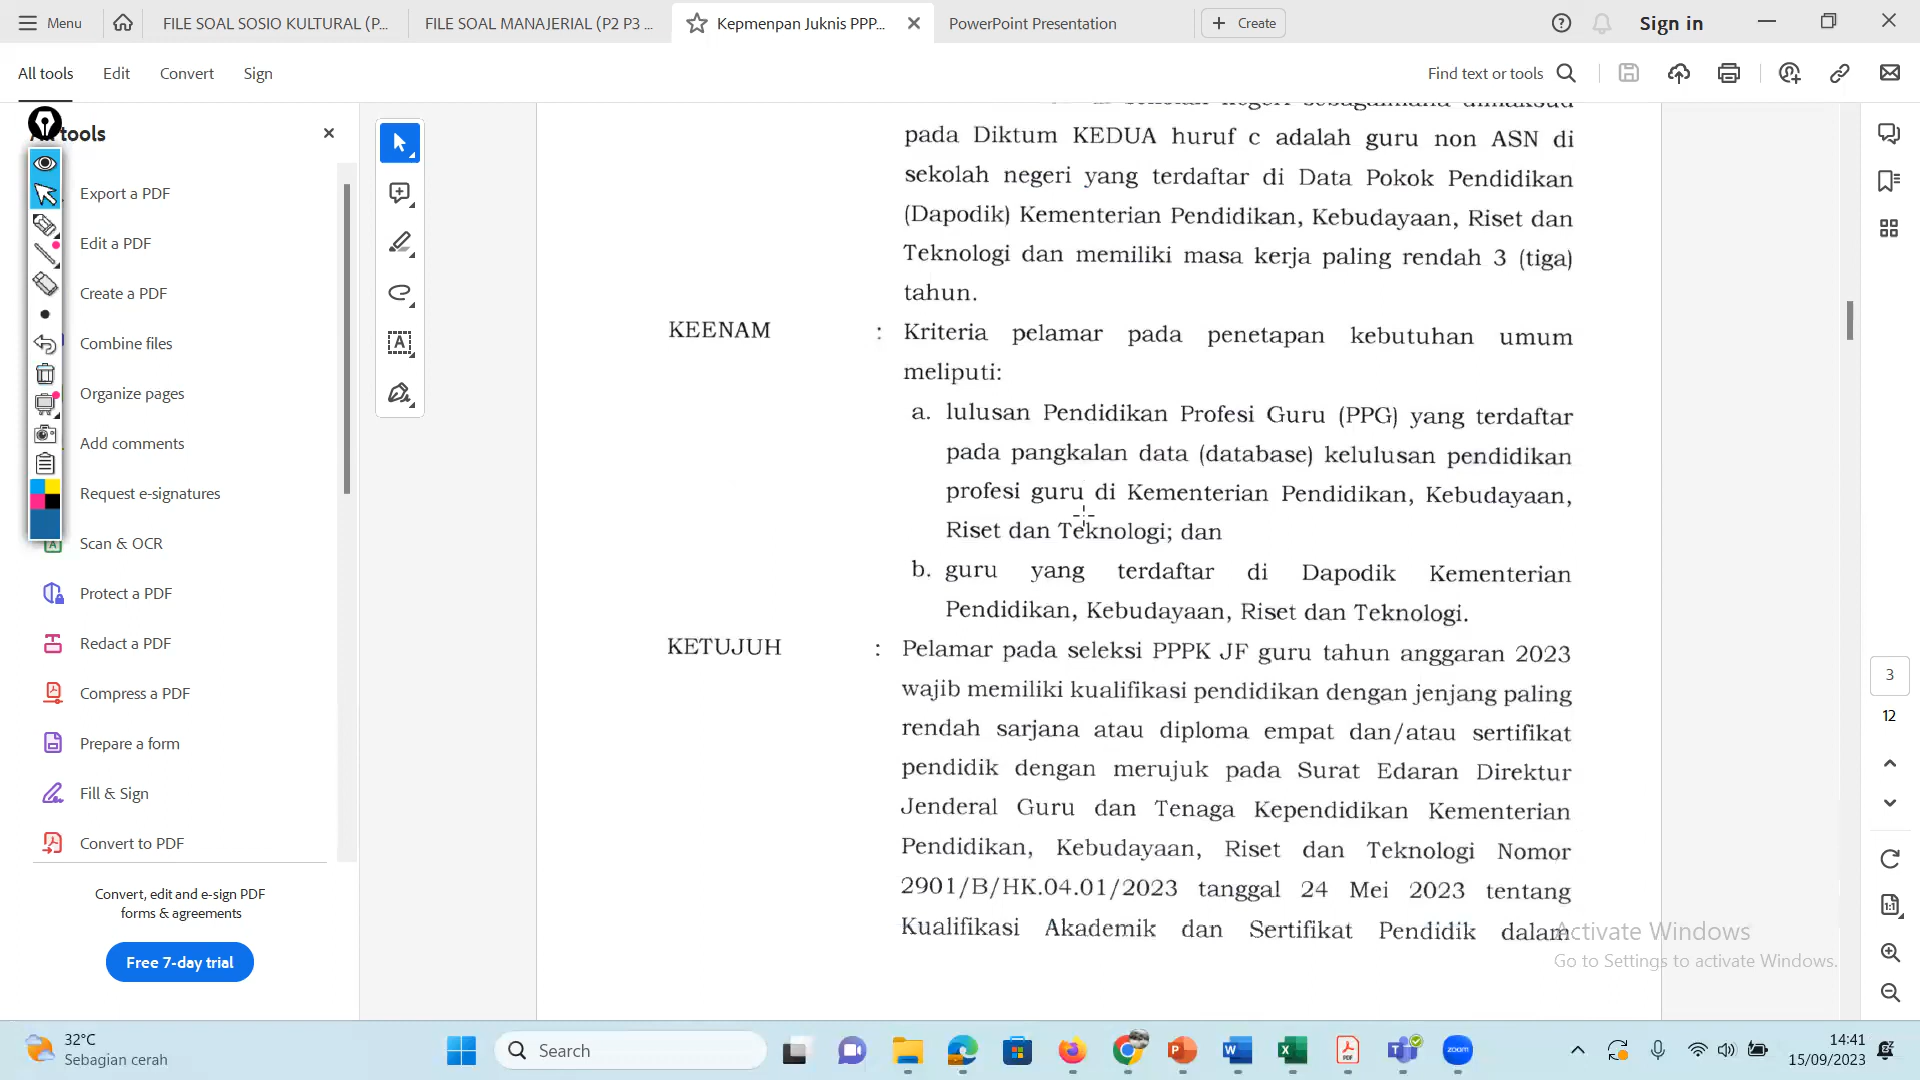 Menu
FILE SOAL SOSIO KULTURAL (P...
FILE SOAL MANAJERIAL (P2 P3 ...
Kepmenpan Juknis PPP...
PowerPoint Presentation
Create
Sign in
All tools
Edit
Convert
Sign
Find text or tools
tools
Export a PDF
Edit a PDF
Create a PDF
Combine files
Organize pages
Add comments
Request e-signatures
Scan & OCR
Protect a PDF
Redact a PDF
Compress a PDF
Prepare a form
Fill & Sign
Convert to PDF
Convert, edit and e-sign PDF
forms & agreements
Free 7-day trial
sekolah negeri sebagaimana dimaksud
pada Diktum KEDUA huruf c adalah guru non ASN di
sekolah negeri yang terdaftar di Data Pokok Pendidikan
(Dapodik) Kementerian Pendidikan, Kebudayaan, Riset dan
Teknologi dan memiliki masa kerja paling rendah 3 (tiga)
tahun.
KEENAM : Kriteria pelamar pada penetapan kebutuhan umum
meliputi:
a. lulusan Pendidikan Profesi Guru (PPG) yang terdaftar
pada pangkalan data (database) kelulusan pendidikan
profesi guru di Kementerian Pendidikan, Kebudayaan,
Riset dan Teknologi; dan
b. guru yang terdaftar di Dapodik Kementerian
Pendidikan, Kebudayaan, Riset dan Teknologi.
KETUJUH : Pelamar pada seleksi PPPK JF guru tahun anggaran 2023
wajib memiliki kualifikasi pendidikan dengan jenjang paling
rendah sarjana atau diploma empat dan/atau sertifikat
pendidik dengan merujuk pada Surat Edaran Direktur
Jenderal Guru dan Tenaga Kependidikan Kementerian
Pendidikan, Kebudayaan, Riset dan Teknologi Nomor
2901/B/HK.04.01/2023 tanggal 24 Mei 2023 tentang
Kualifikasi Akademik dan Sertifikat Pendidik dalam
3
12
Activate Windows
Go to Settings to activate Windows.
32°C
Sebagian cerah
Search
zoom
14:41
15/09/2023